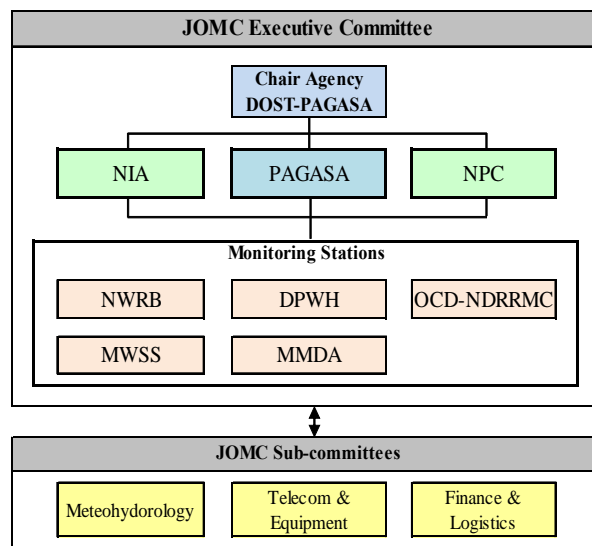 JOMC Executive Committee
Chair Agency
DOST-PAGASA
NIA
PAGASA
NPC
Monitoring Stations
NWRB
DPWH
OCD-NDRRMC
MWSS
MMDA
JOMC Sub-committees
Meteohydorology
Telecom &
Equipment
Finance &
Logistics